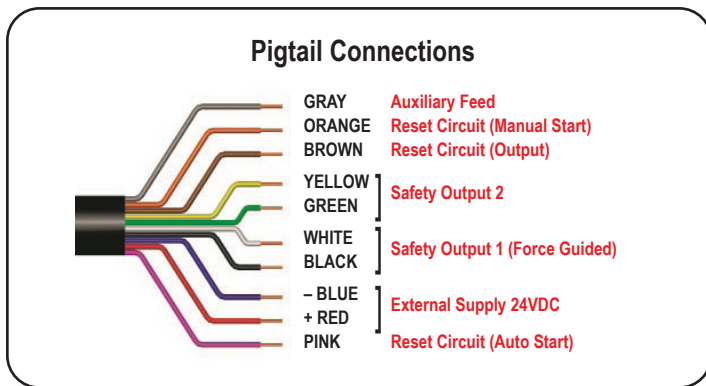 Pigtail Connections
GRAY Auxiliary Feed
ORANGE Reset Circuit (Manual Start)
BROWN Reset Circuit (Output)
YELLOW
Safety Output 2
GREEN
WHITE
Safety Output 1 (Force Guided)
BLACK
– BLUE
External Supply 24VDC
+ RED
PINK Reset Circuit (Auto Start)